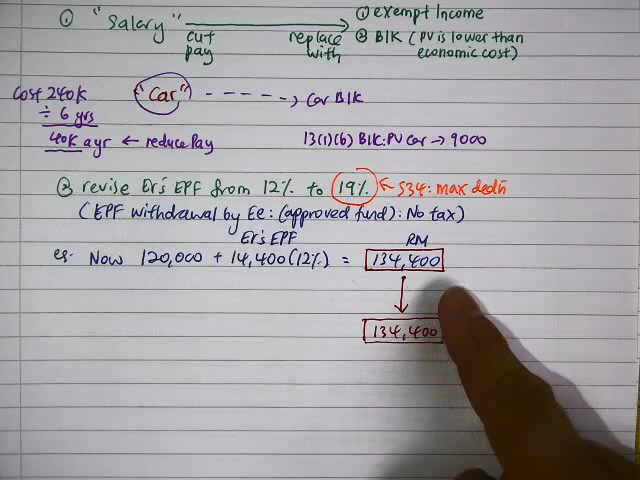 ① "Salary" → ① exempt Income
cut pay replace with ② BIK (PV is lower than economic cost)
Cost 240k "Car" - - - - - → Car BIK
÷ 6 yrs
40k a yr ← reduce Pay 13(1)(b) BIK: PV car → 9000
② revise Er's EPF from 12% to 19% ← S34: max dedn
(EPF withdrawal by Ee: (approved fund): No tax)
Er's EPF RM
eg: Now 120,000 + 14,400 (12%) = 134,400
134,400